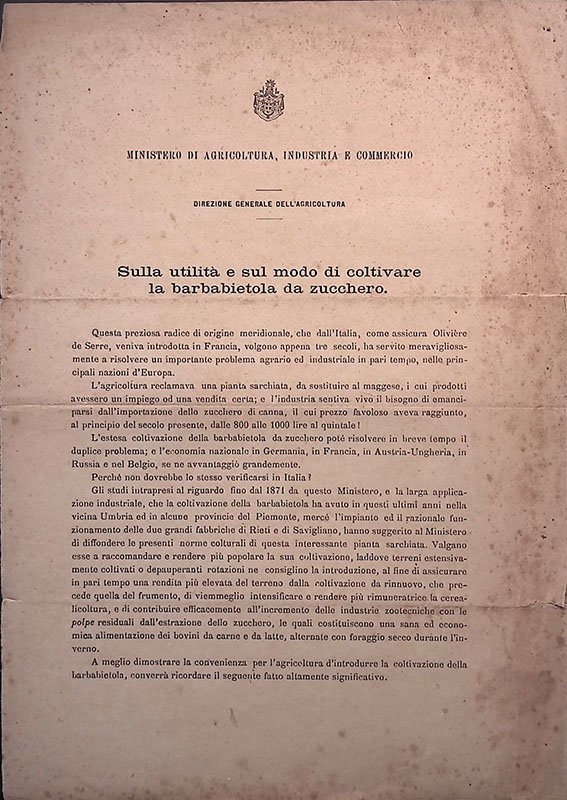 MINISTERO DI AGRICOLTURA, INDUSTRIA E COMMERCIO
DIREZIONE GENERALE DELL'AGRICOLTURA
Sulla utilità e sul modo di coltivare
la barbabietola da zucchero.
Questa preziosa radice di origine meridionale, che dall'Italia, come assicura Olivière
de Serre, veniva introdotta in Francia, volgono appena tre secoli, ha servito meravigliosa-
mente a risolvere un importante problema agrario ed industriale in pari tempo, nelle prin-
cipali nazioni d'Europa.
L'agricoltura reclamava una pianta sarchiata, da sostituire al maggese, i cui prodotti
avessero un impiego od una vendita certa; e l'industria sentiva vivo il bisogno di emanci-
parsi dall'importazione dello zucchero di canna, il cui prezzo favoloso aveva raggiunto,
al principio del secolo presente, dalle 800 alle 1000 lire al quintale!
L'estesa coltivazione della barbabietola da zucchero potè risolvere in breve tempo il
duplice problema; e l'economia nazionale in Germania, in Francia, in Austria-Ungheria, in
Russia e nel Belgio, se ne avvantaggiò grandemente.
Perchè non dovrebbe lo stesso verificarsi in Italia?
Gli studi intrapresi al riguardo fino dal 1871 da questo Ministero, e la larga applica-
zione industriale, che la coltivazione della barbabietola ha avuto in questi ultimi anni nella
vicina Umbria ed in alcune provincie del Piemonte, mercè l'impianto ed il razionale fun-
zionamento delle due grandi fabbriche di Rieti e di Savigliano, hanno suggerito al Ministero
di diffondere le presenti norme colturali di questa interessante pianta sarchiata. Valgano
esse a raccomandare e rendere più popolare la sua coltivazione, laddove terreni estensiva-
mente coltivati o depauperanti rotazioni ne consiglino la introduzione, al fine di assicurare
in pari tempo una rendita più elevata del terreno dalla coltivazione da rinnuovo, che pre-
cede quella del frumento, di viemmeglio intensificare e rendere più rimuneratrice la cerea-
licoltura, e di contribuire efficacemente all'incremento delle industrie zootecniche con le
polpe residuali dall'estrazione dello zucchero, le quali costituiscono una sana ed econo-
mica alimentazione dei bovini da carne e da latte, alternate con foraggio secco durante l'in-
verno.
A meglio dimostrare la convenienza per l'agricoltura d'introdurre la coltivazione della
barbabietola, converrà ricordare il seguente fatto altamente significativo.